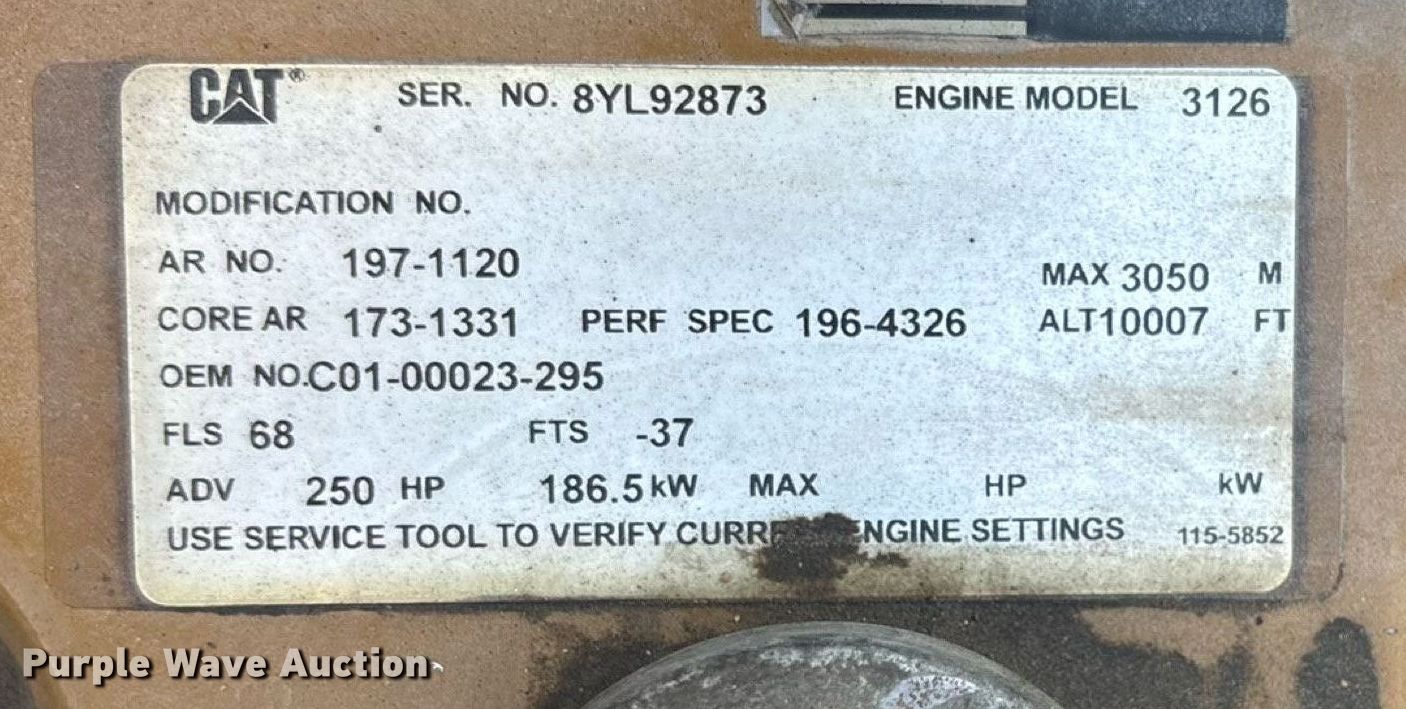 CAT® SER. NO. 8YL92873 ENGINE MODEL 3126
MODIFICATION NO.
AR NO. 197-1120 MAX 3050 M
CORE AR 173-1331 PERF SPEC 196-4326 ALT 10007 FT
OEM NO. C01-00023-295
FLS 68 FTS -37
ADV 250 HP 186.5 kW MAX HP kW
USE SERVICE TOOL TO VERIFY ENGINE SETTINGS 115-5852
Purple Wave Auction